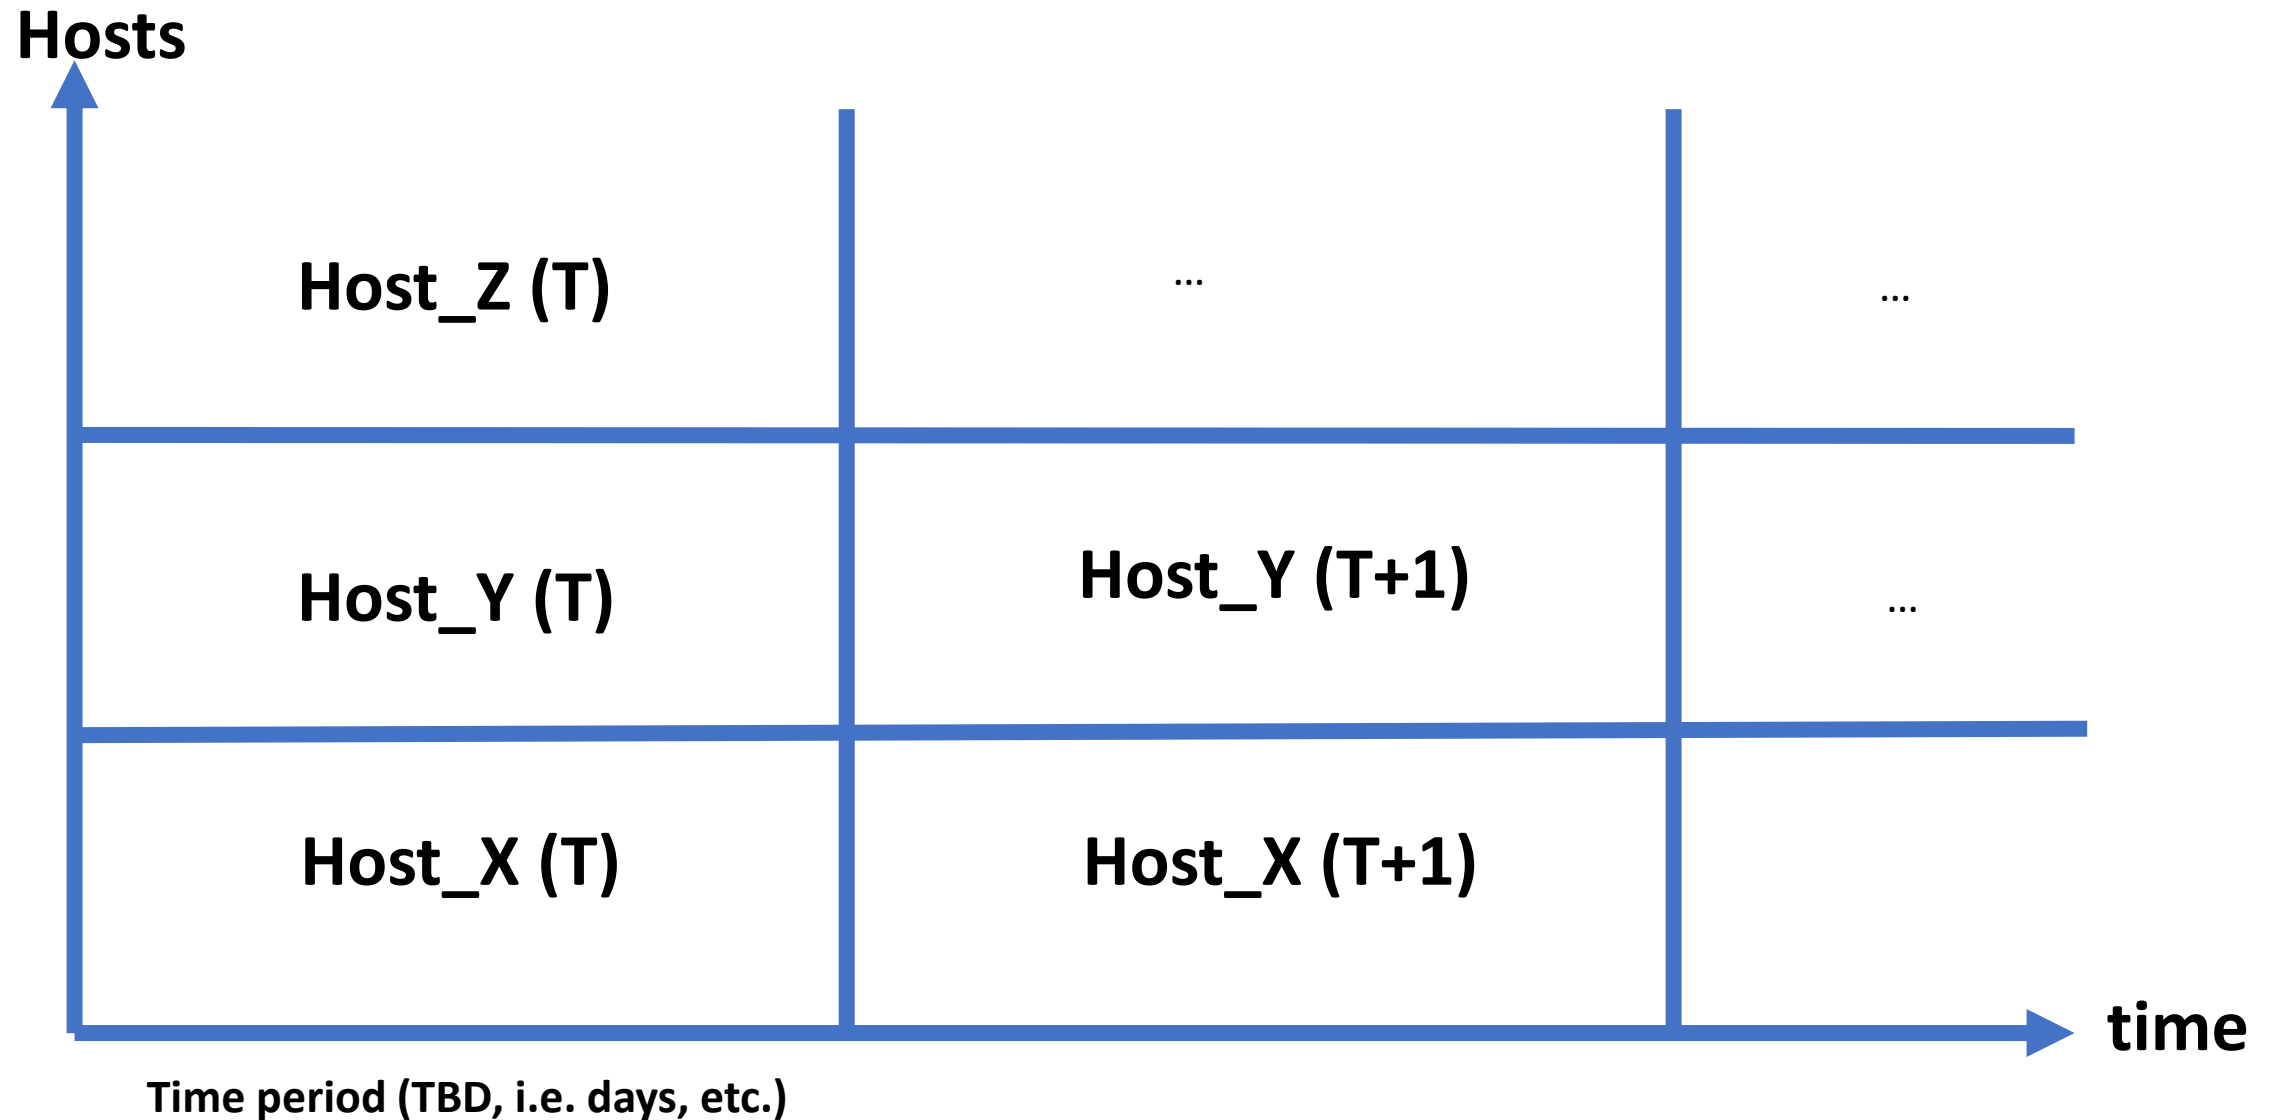 Hosts
Host_Z (T)
...
...
Host_Y (T)
Host_Y (T+1)
...
Host_X (T)
Host_X (T+1)
time
Time period (TBD, i.e. days, etc.)